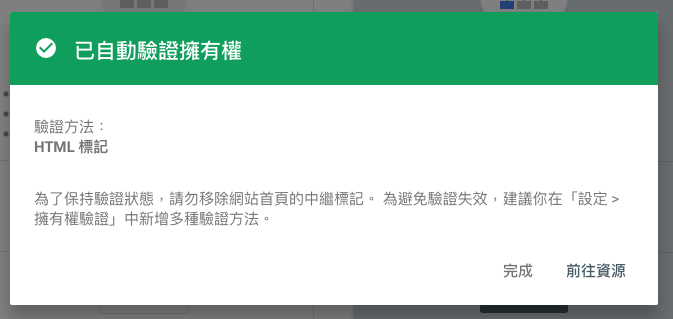 已自動驗證擁有權
驗證方法：
HTML 標記
為了保持驗證狀態，請勿移除網站首頁的中繼標記。 為避免驗證失效，建議你在「設定 >
擁有權驗證」中新增多種驗證方法。
完成 前往資源